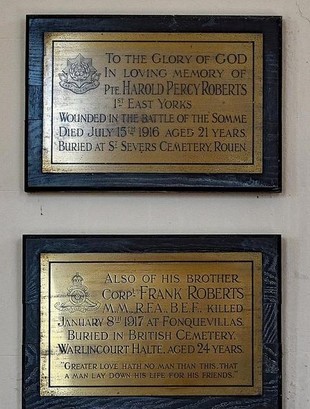 TO THE GLORY OF GOD
IN LOVING MEMORY OF
PTE HAROLD PERCY ROBERTS
1ST EAST YORKS
WOUNDED IN THE BATTLE OF THE SOMME
DIED JULY 15TH 1916 AGED 21 YEARS.
BURIED AT ST SEVERS CEMETERY, ROUEN.
ALSO OF HIS BROTHER,
CORPL FRANK ROBERTS
M.M., R.F.A., B.E.F., KILLED
JANUARY 8TH 1917 AT FONQUEVILLAS,
BURIED IN BRITISH CEMETERY,
WARLINCOURT HALTE, AGED 24 YEARS.
"GREATER LOVE HATH NO MAN THAN THIS, THAT
A MAN LAY DOWN HIS LIFE FOR HIS FRIENDS."